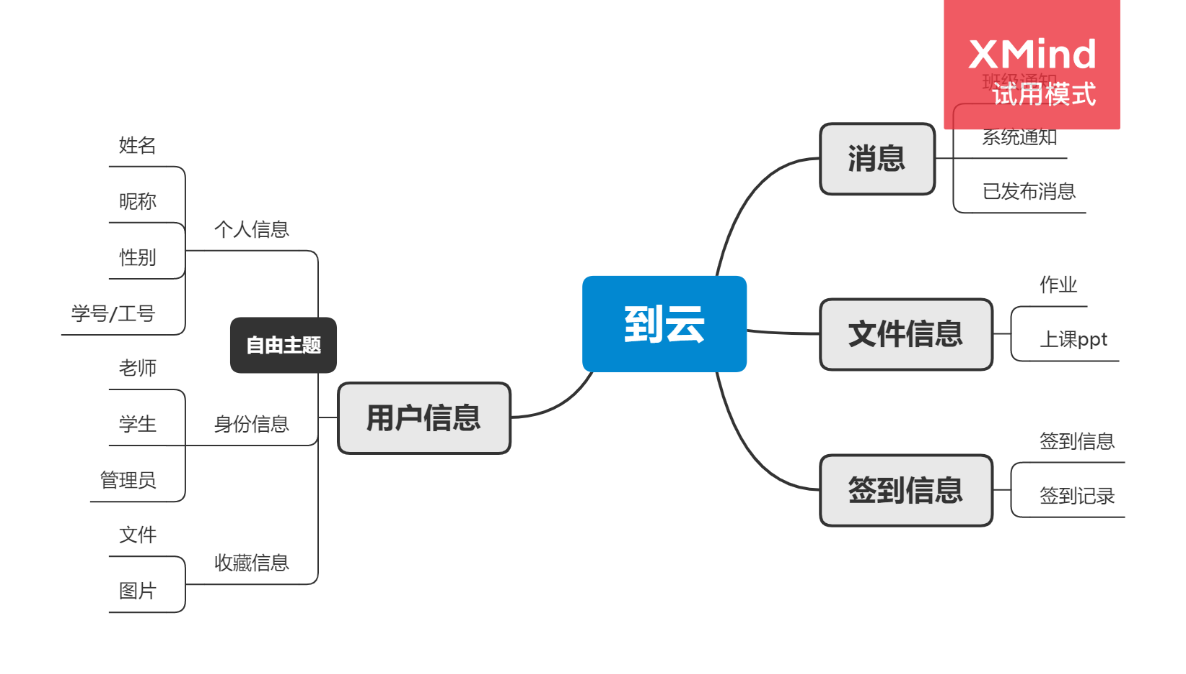 XMind
试用模式
班级通知
系统通知
已发布消息
消息
作业
上课ppt
文件信息
签到信息
签到记录
签到信息
到云
用户信息
自由主题
个人信息
姓名
昵称
性别
学号/工号
身份信息
老师
学生
管理员
收藏信息
文件
图片